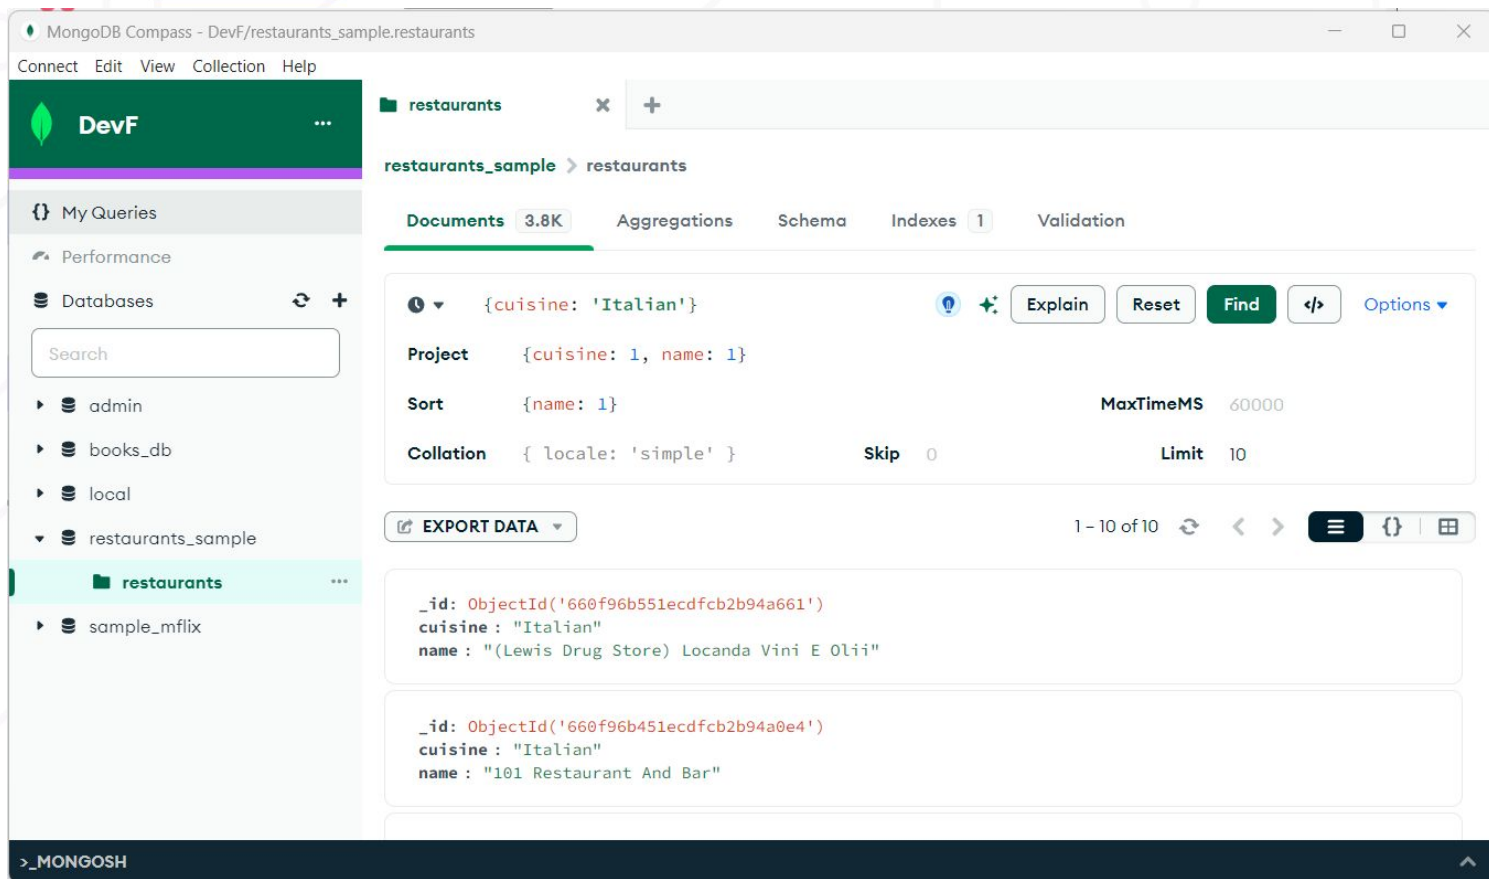 MongoDB Compass - DevF/restaurants_sample.restaurants
Connect Edit View Collection Help
DevF
My Queries
Performance
Databases
Search
admin
books_db
local
restaurants_sample
restaurants
sample_mflix
restaurants
restaurants_sample > restaurants
Documents 3.8K Aggregations Schema Indexes 1 Validation
{cuisine: 'Italian'} Explain Reset Find </> Options
Project {cuisine: 1, name: 1}
Sort {name: 1} MaxTimeMS 60000
Collation { locale: 'simple' } Skip 0 Limit 10
EXPORT DATA 1 – 10 of 10 {}
_id: ObjectId('660f96b551ecdfcb2b94a661')
cuisine : "Italian"
name : "(Lewis Drug Store) Locanda Vini E Olii"
_id: ObjectId('660f96b451ecdfcb2b94a0e4')
cuisine : "Italian"
name : "101 Restaurant And Bar"
>_MONGOSH